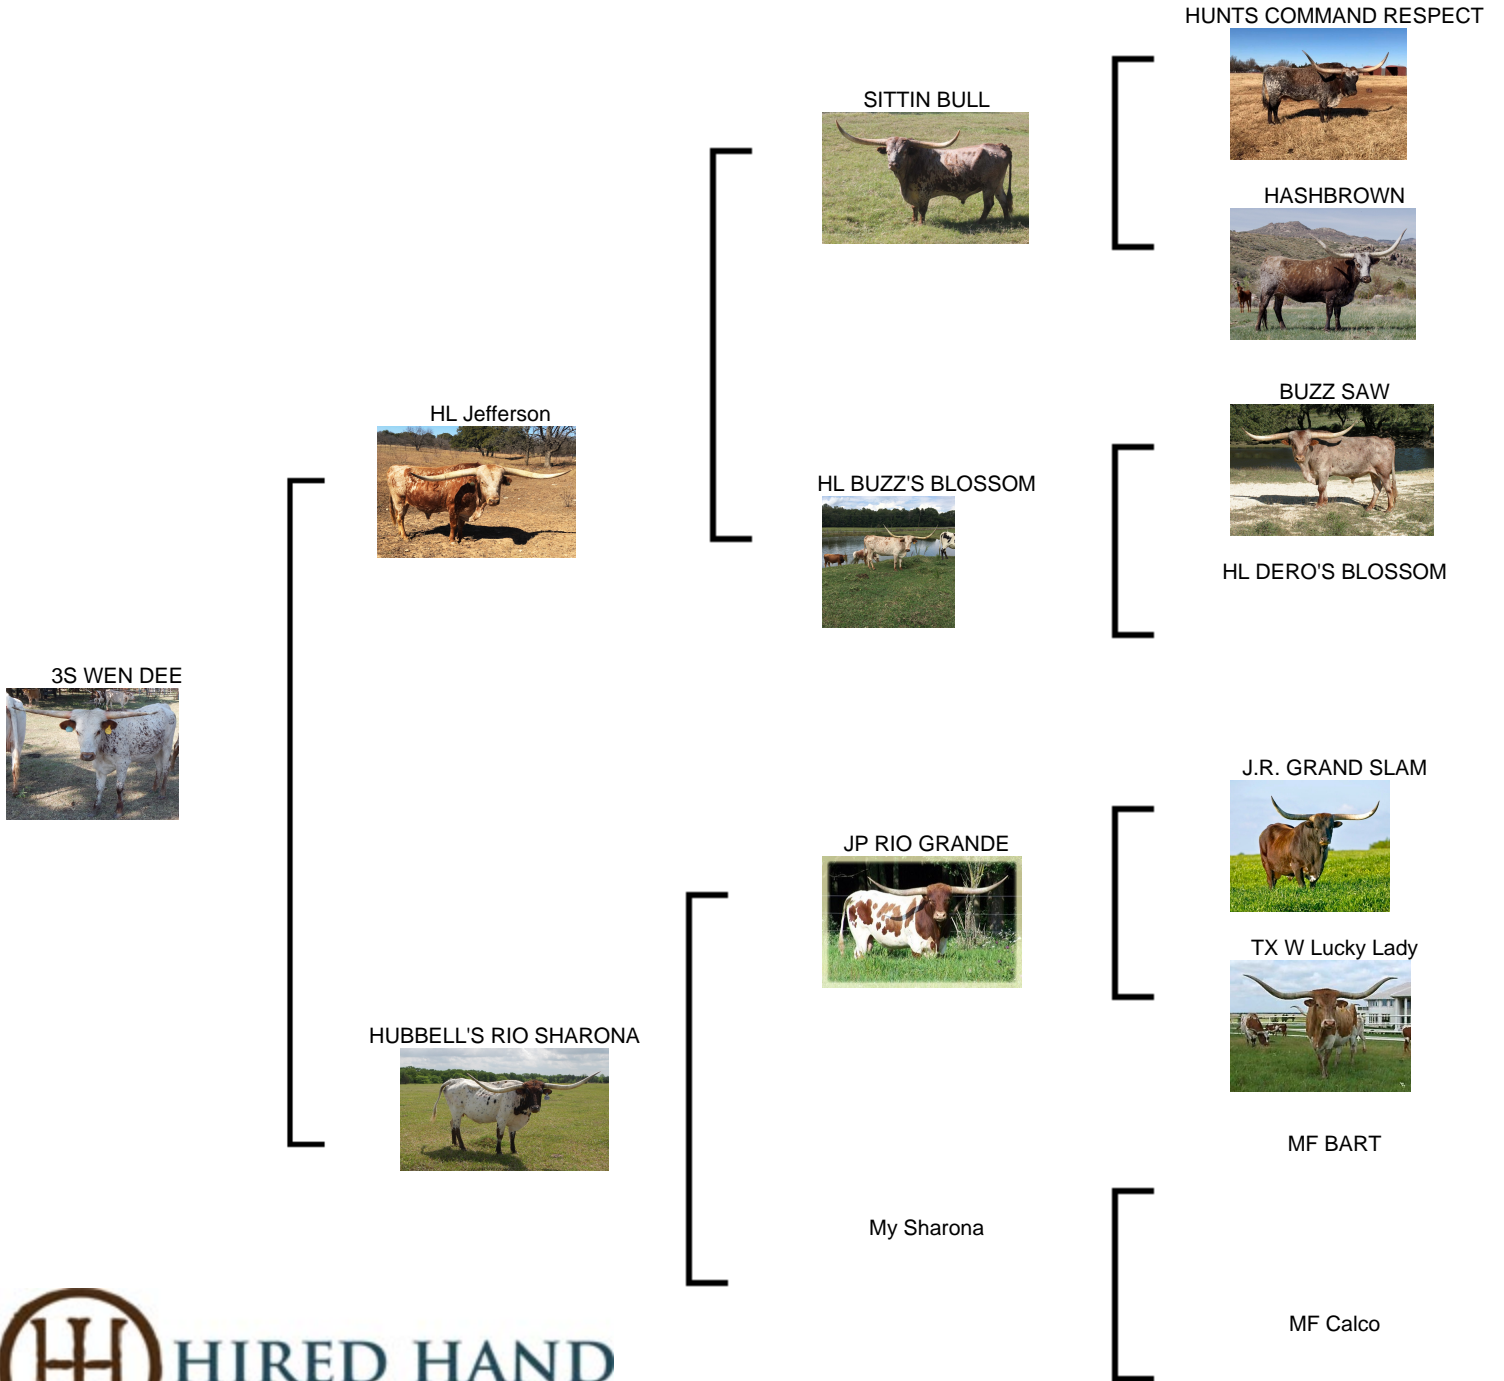 HUNTS COMMAND RESPECT
SITTIN BULL
HASHBROWN
HL Jefferson
BUZZ SAW
HL BUZZ'S BLOSSOM
HL DERO'S BLOSSOM
3S WEN DEE
J.R. GRAND SLAM
JP RIO GRANDE
TX W Lucky Lady
HUBBELL'S RIO SHARONA
MF BART
My Sharona
MF Calco
HIRED HAND